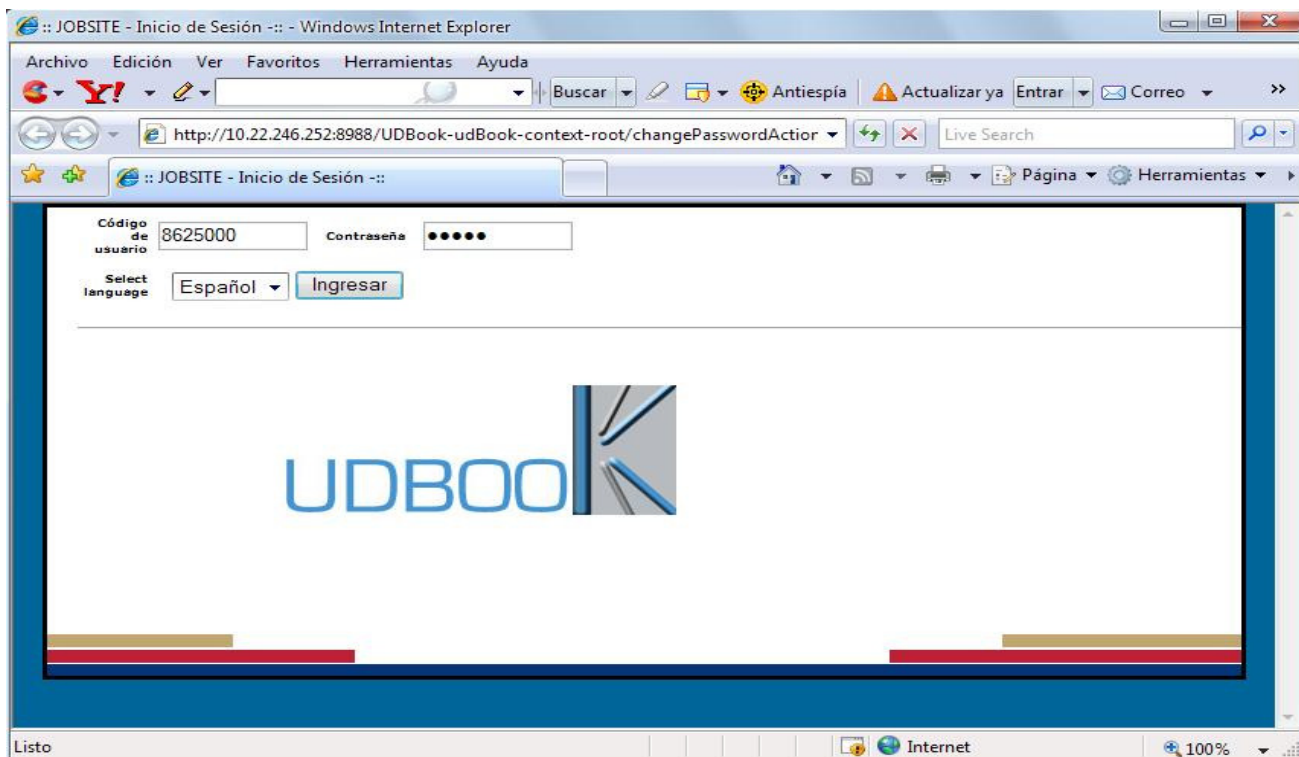 :: JOBSITE - Inicio de Sesión -:: - Windows Internet Explorer
Archivo Edición Ver Favoritos Herramientas Ayuda
Y! Buscar Antiespía Actualizar ya Entrar Correo »
http://10.22.246.252:8988/UDBook-udBook-context-root/changePasswordAction Live Search
:: JOBSITE - Inicio de Sesión -:: Página Herramientas
Código de usuario 8625000 Contraseña •••••
Select language Español Ingresar
UDBOOK
Listo Internet 100%